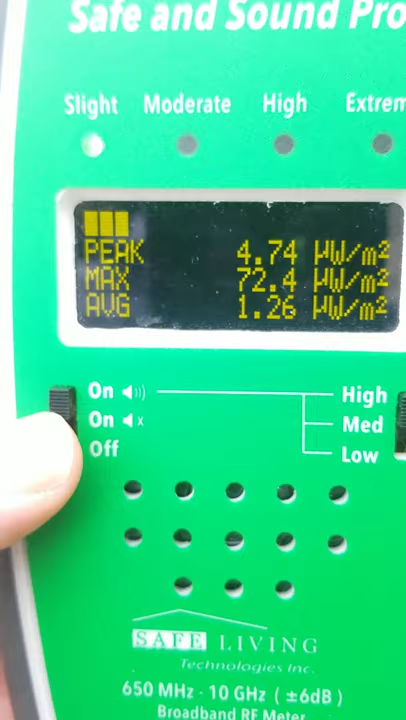 Safe and Sound Pro
Slight Moderate High Extrem
PEAK 4.74 µW/m²
MAX 72.4 µW/m²
AVG 1.26 µW/m²
On High
On Med
Off Low
SAFE LIVING
Technologies Inc.
650 MHz - 10 GHz (±6dB)
Broadband RF Meter